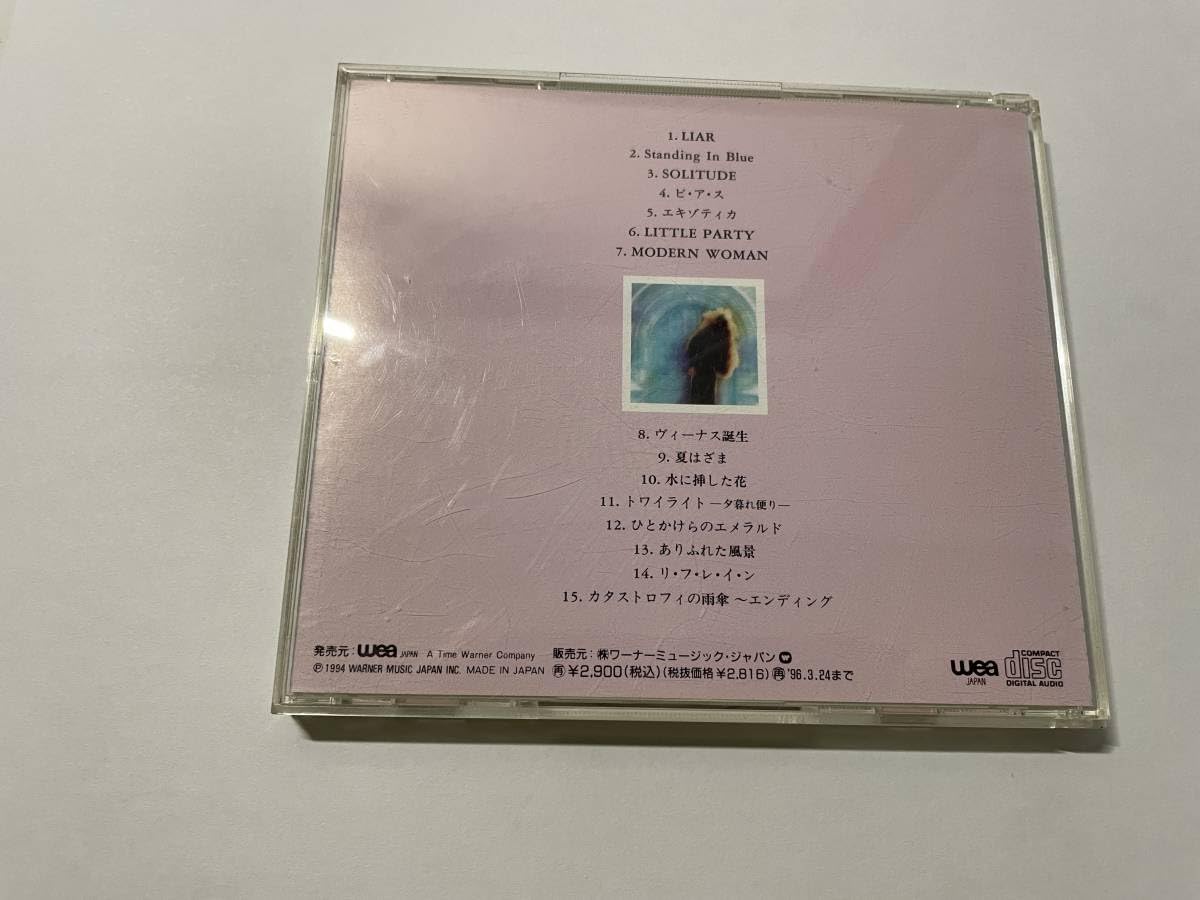 1. LIAR
2. Standing In Blue
3. SOLITUDE
4. ピ・ア・ス
5. エキゾティカ
6. LITTLE PARTY
7. MODERN WOMAN
8. ヴィーナス誕生
9. 夏はざま
10. 水に挿した花
11. トワイライト —夕暮れ便り—
12. ひとかけらのエメラルド
13. ありふれた風景
14. リ・フ・レ・イ・ン
15. カタストロフィの雨傘 〜エンディング
発売元：wea JAPAN A Time Warner Company 販売元：㈱ワーナーミュージック・ジャパン
℗ 1994 WARNER MUSIC JAPAN INC. MADE IN JAPAN 再¥2,900(税込)(税抜価格¥2,816)再'96.3.24まで
wea JAPAN
COMPACT disc DIGITAL AUDIO